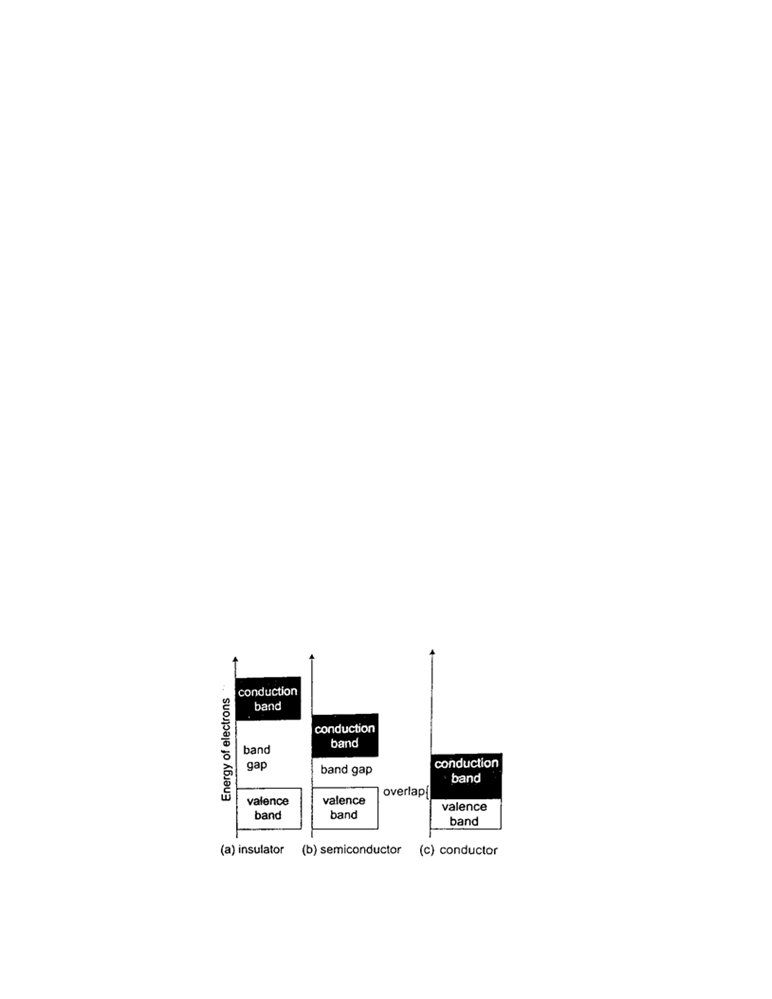 Energy of electrons
conduction
band
band
gap
valence
band
(a) insulator
conduction
band
band gap
valence
band
(b) semiconductor
overlap
conduction
band
valence
band
(c) conductor